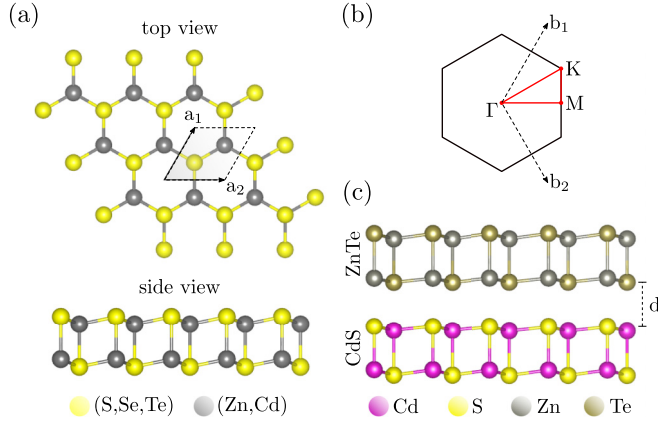 (a)
top view
a1
a2
side view
(S,Se,Te)
(Zn,Cd)
(b)
b1
K
Γ
M
b2
(c)
ZnTe
d
CdS
Cd
S
Zn
Te